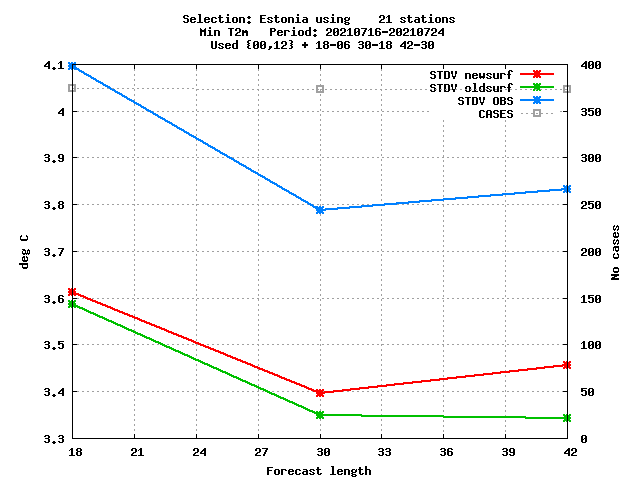 Selection: Estonia using    21 stations
Min T2m   Period: 20210716-20210724
Used {00,12} + 18-06 30-18 42-30
STDV newsurf
STDV oldsurf
STDV OBS
CASES
4.1
4
3.9
3.8
3.7
3.6
3.5
3.4
3.3
deg C
400
350
300
250
200
150
100
50
0
No cases
18 21 24 27 30 33 36 39 42
Forecast length